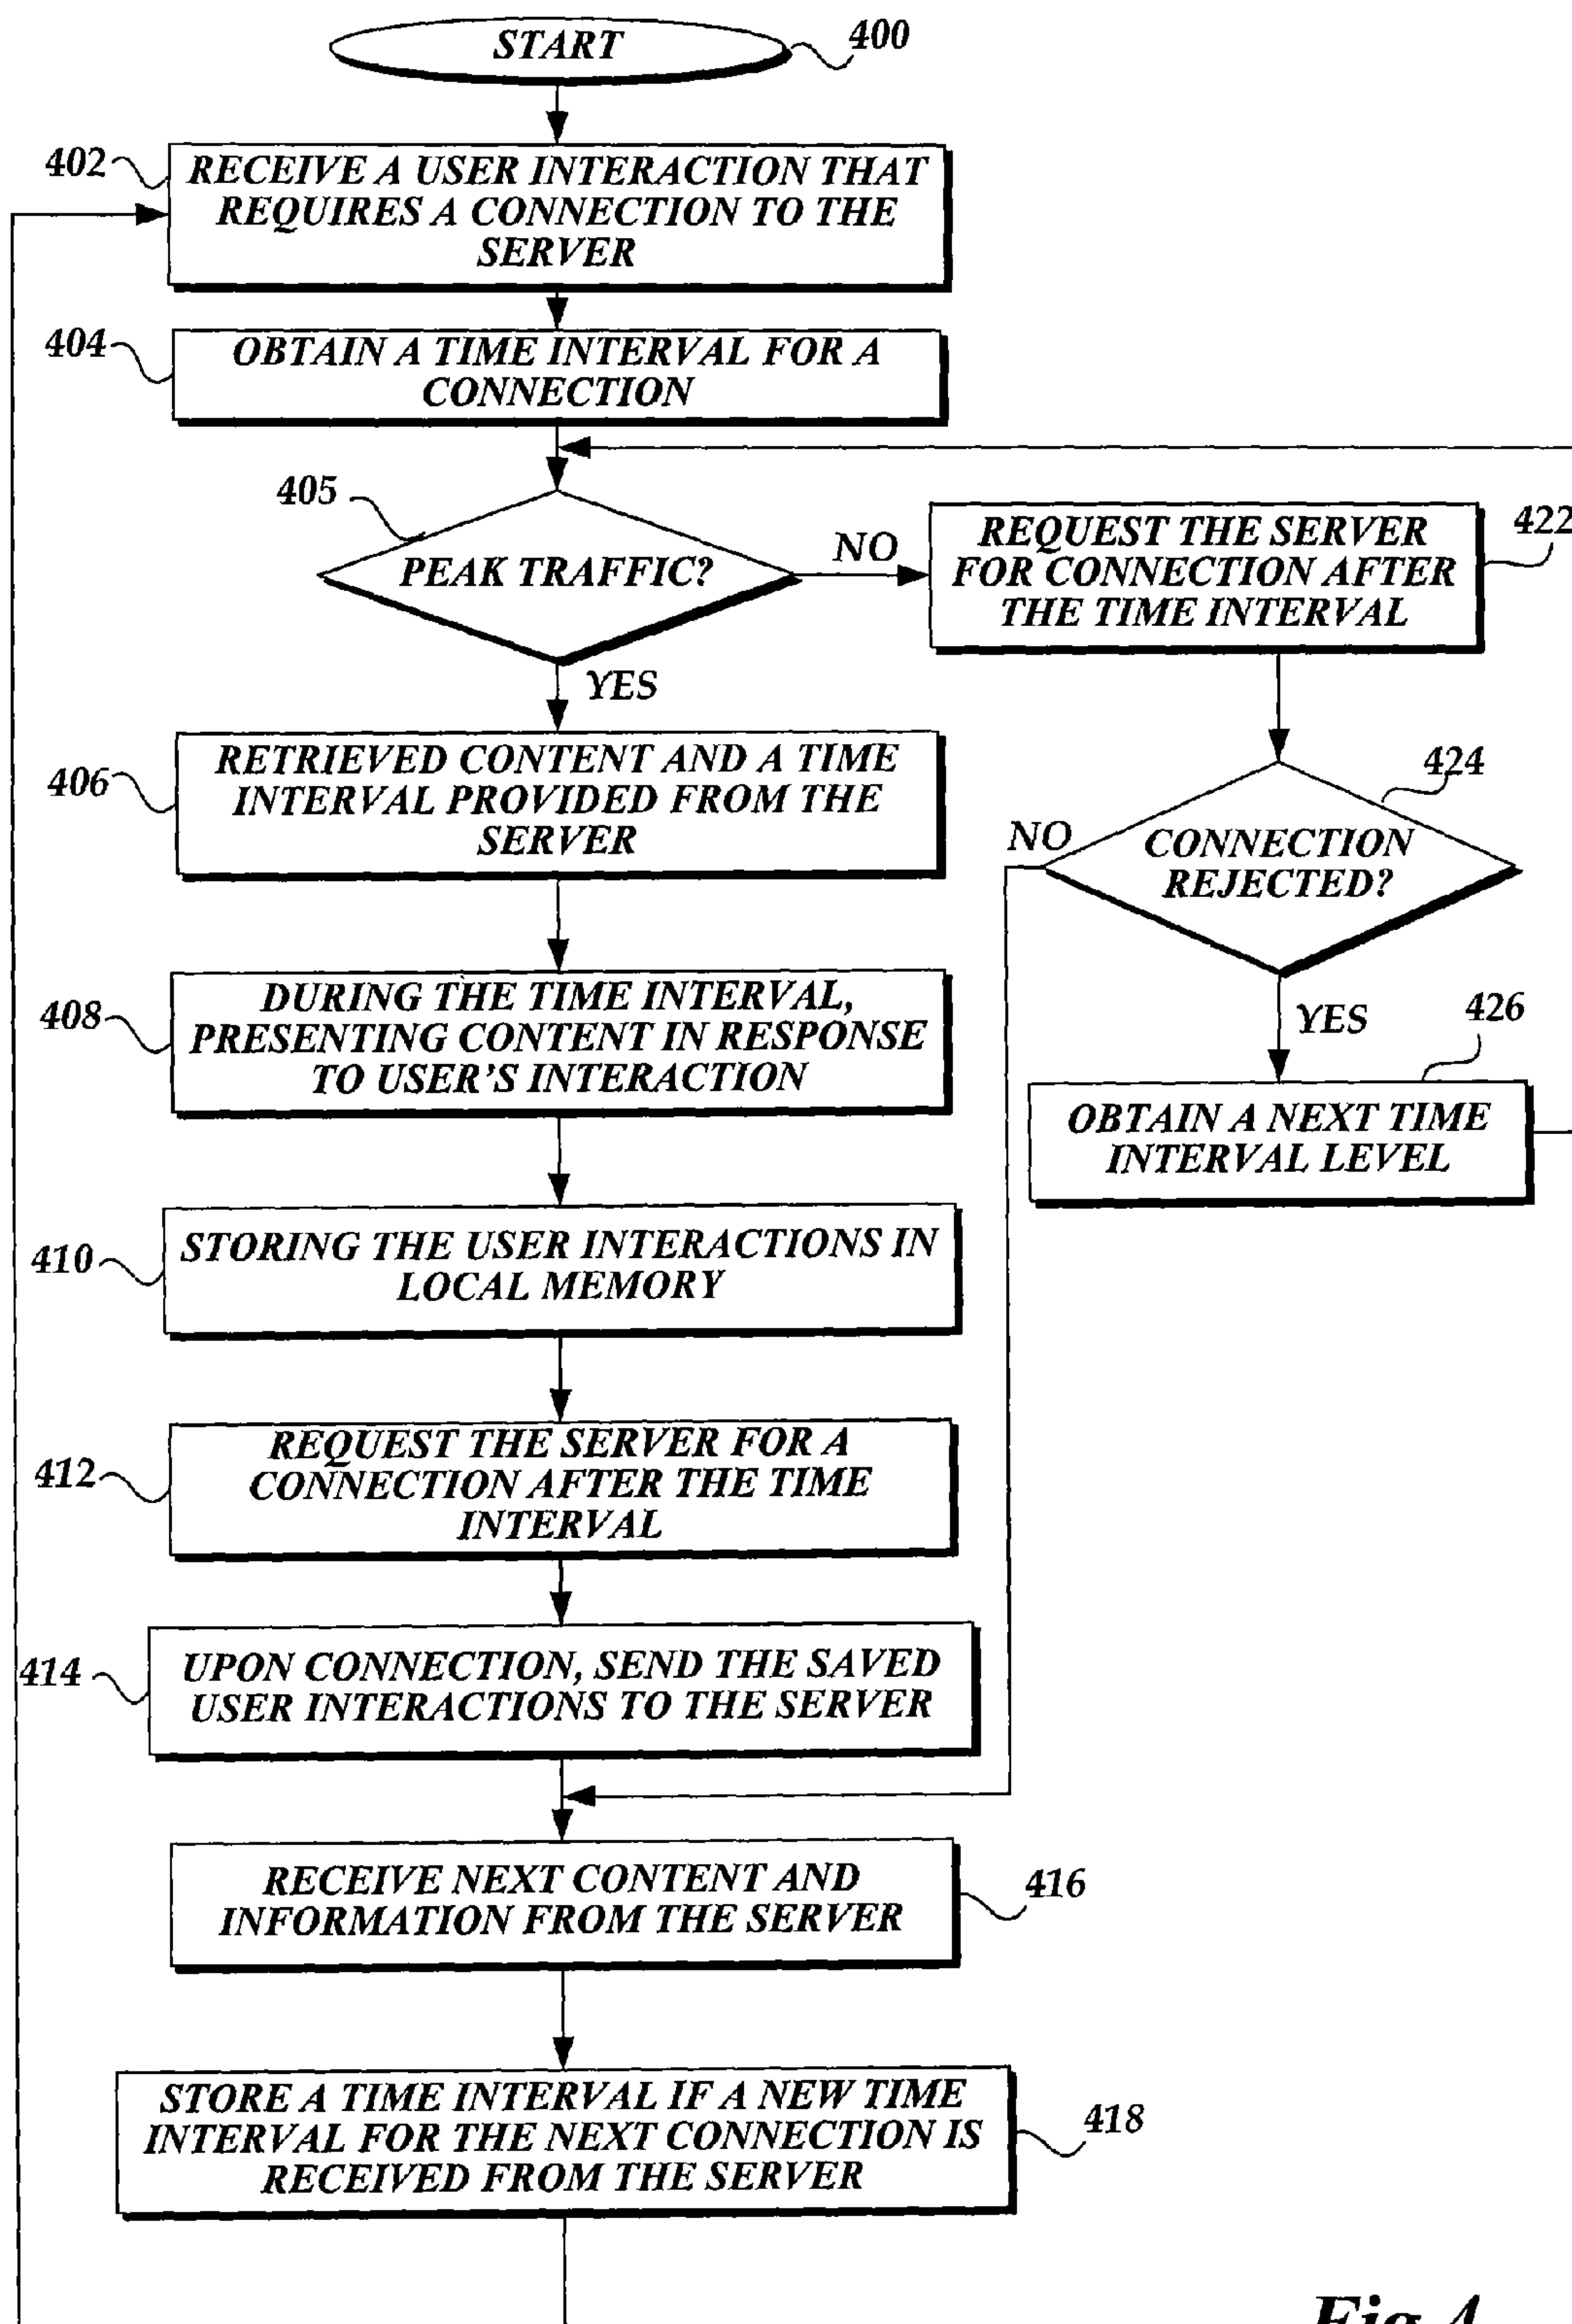 START
400
402
RECEIVE A USER INTERACTION THAT
REQUIRES A CONNECTION TO THE
SERVER
404
OBTAIN A TIME INTERVAL FOR A
CONNECTION
405
PEAK TRAFFIC?
NO
YES
REQUEST THE SERVER
FOR CONNECTION AFTER
THE TIME INTERVAL
422
406
RETRIEVED CONTENT AND A TIME
INTERVAL PROVIDED FROM THE
SERVER
424
NO
CONNECTION
REJECTED?
YES
408
DURING THE TIME INTERVAL,
PRESENTING CONTENT IN RESPONSE
TO USER'S INTERACTION
426
OBTAIN A NEXT TIME
INTERVAL LEVEL
410
STORING THE USER INTERACTIONS IN
LOCAL MEMORY
412
REQUEST THE SERVER FOR A
CONNECTION AFTER THE TIME
INTERVAL
414
UPON CONNECTION, SEND THE SAVED
USER INTERACTIONS TO THE SERVER
RECEIVE NEXT CONTENT AND
INFORMATION FROM THE SERVER
416
STORE A TIME INTERVAL IF A NEW TIME
INTERVAL FOR THE NEXT CONNECTION IS
RECEIVED FROM THE SERVER
418
Fig.4